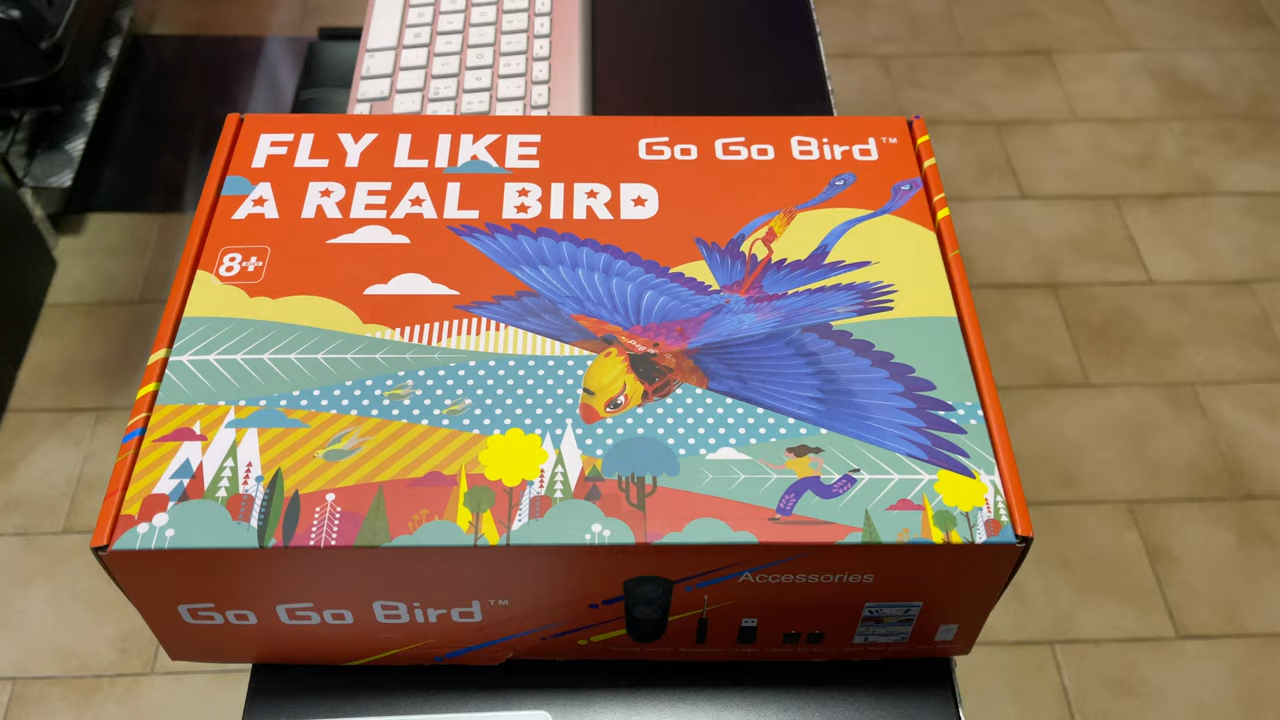 FLY LIKE
A REAL BIRD
Go Go Bird™
8+
Go Go Bird™
Accessories